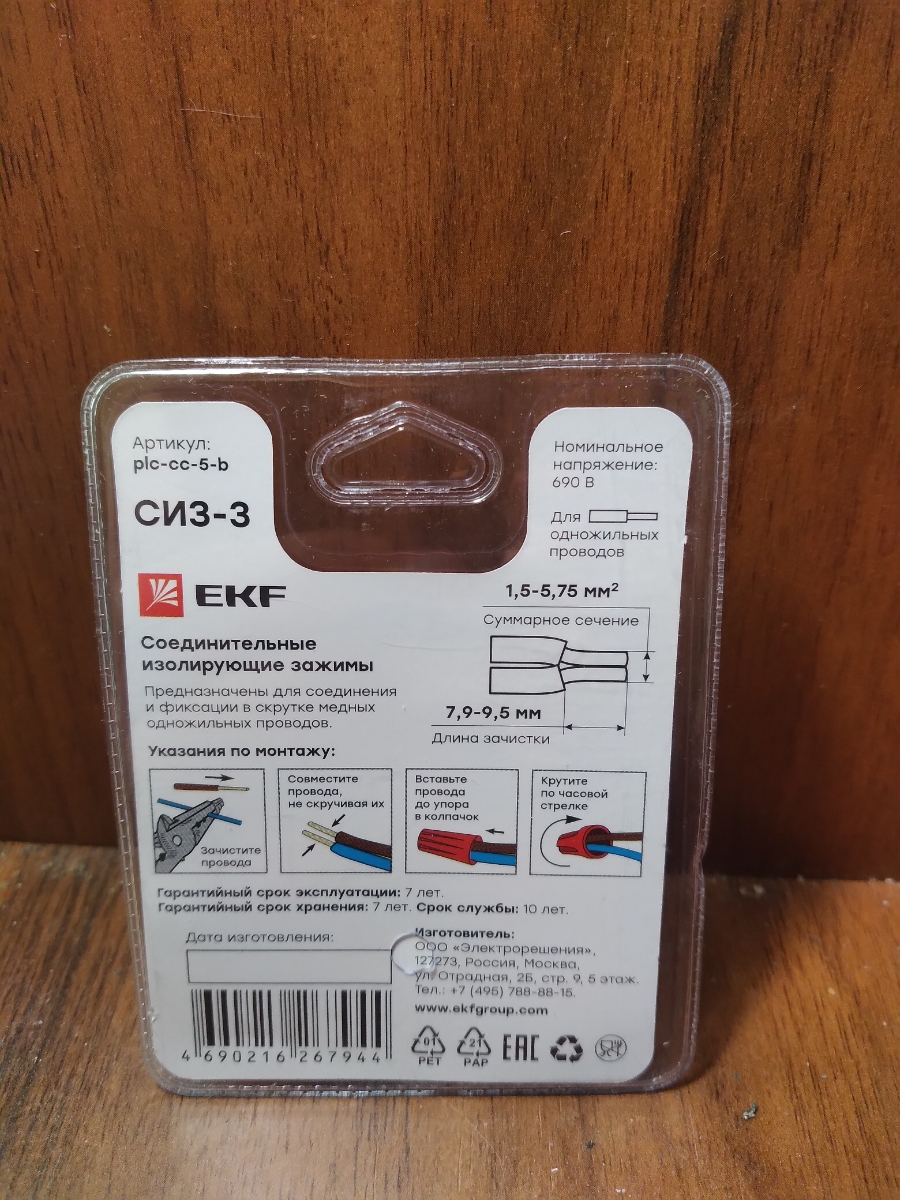 Артикул:
plc-cc-5-b
СИЗ-3
Номинальное
напряжение:
690 В
Для
одножильных
проводов
EKF
Соединительные
изолирующие зажимы
Предназначены для соединения
и фиксации в скрутке медных
одножильных проводов.
1,5-5,75 мм²
Суммарное сечение
7,9-9,5 мм
Длина зачистки
Указания по монтажу:
Зачистите
провода
Совместите
провода,
не скручивая их
Вставьте
провода
до упора
в колпачок
Крутите
по часовой
стрелке
Гарантийный срок эксплуатации: 7 лет.
Гарантийный срок хранения: 7 лет. Срок службы: 10 лет.
Дата изготовления:
4 690216 267944
Изготовитель:
ООО «Электрорешения»,
127273, Россия, Москва,
ул. Отрадная, 2Б, стр. 9, 5 этаж.
Тел.: +7 (495) 788-88-15.
www.ekfgroup.com
01
PET
21
PAP
EAC